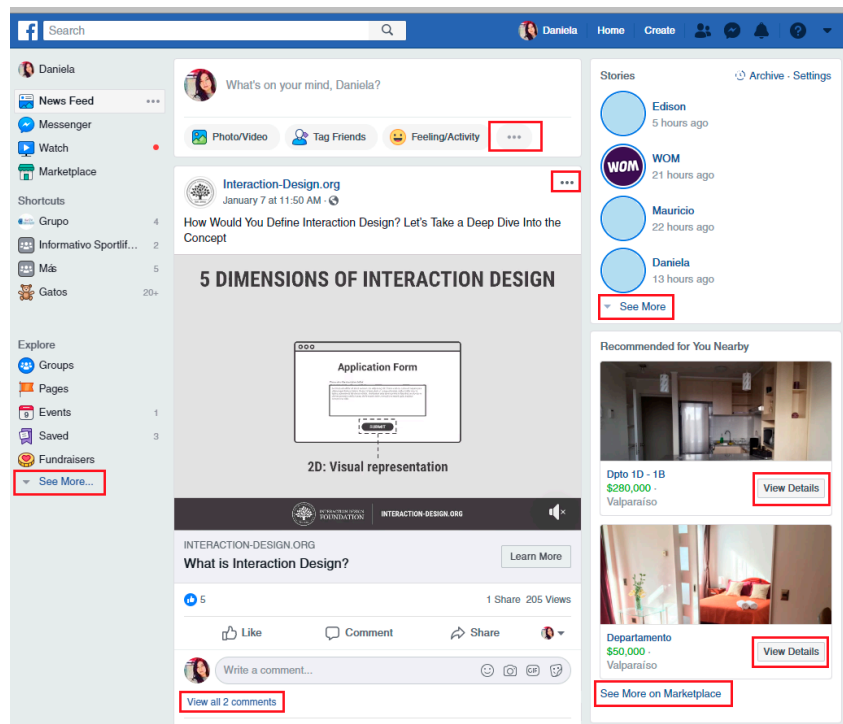 Search
Daniela
Home
Create
Daniela
News Feed
Messenger
Watch
Marketplace
Shortcuts
Grupo 4
Informativo Sportlif... 2
Más 5
Gatos 20+
Explore
Groups
Pages
Events 1
Saved 3
Fundraisers
See More...
What's on your mind, Daniela?
Photo/Video
Tag Friends
Feeling/Activity
Interaction-Design.org
January 7 at 11:50 AM ·
How Would You Define Interaction Design? Let's Take a Deep Dive Into the
Concept
5 DIMENSIONS OF INTERACTION DESIGN
Application Form
SUBMIT
2D: Visual representation
INTERACTION DESIGN
FOUNDATION
INTERACTION-DESIGN.ORG
INTERACTION-DESIGN.ORG
What is Interaction Design?
Learn More
5
1 Share 205 Views
Like
Comment
Share
Write a comment...
GIF
View all 2 comments
Stories
Archive · Settings
Edison
5 hours ago
WOM
WOM
21 hours ago
Mauricio
22 hours ago
Daniela
13 hours ago
See More
Recommended for You Nearby
Dpto 1D - 1B
$280,000 ·
Valparaíso
View Details
Departamento
$50,000 ·
Valparaíso
View Details
See More on Marketplace